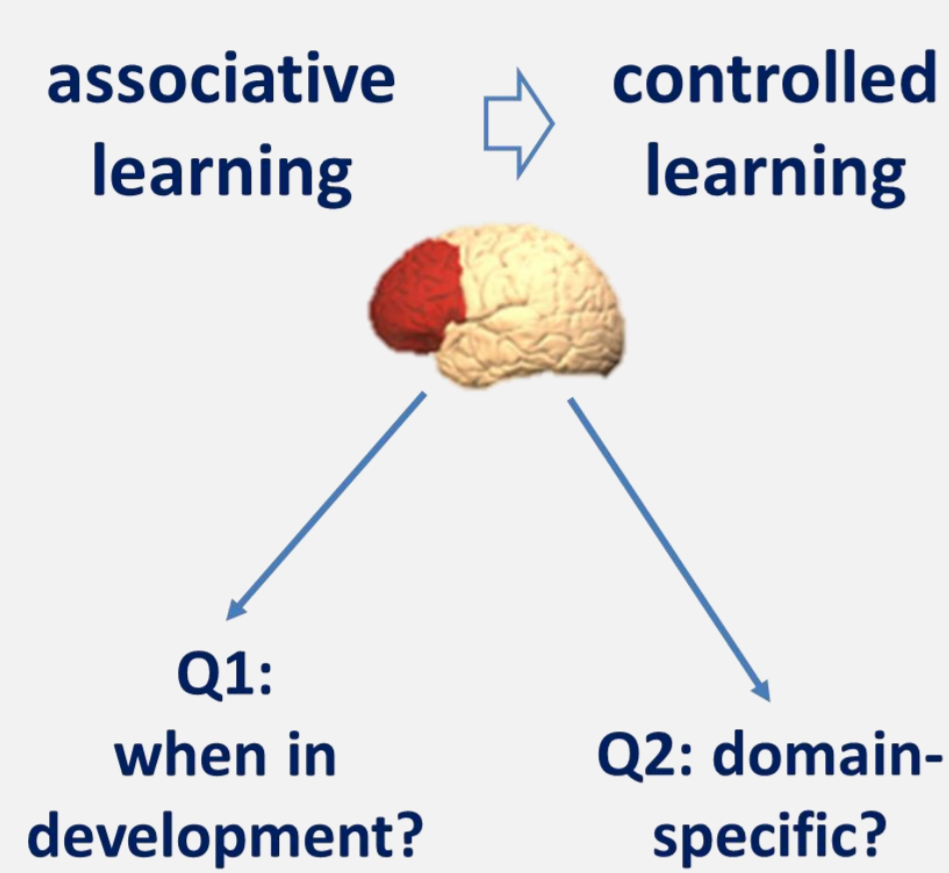 associative
learning
controlled
learning
Q1:
when in
development?
Q2: domain-
specific?